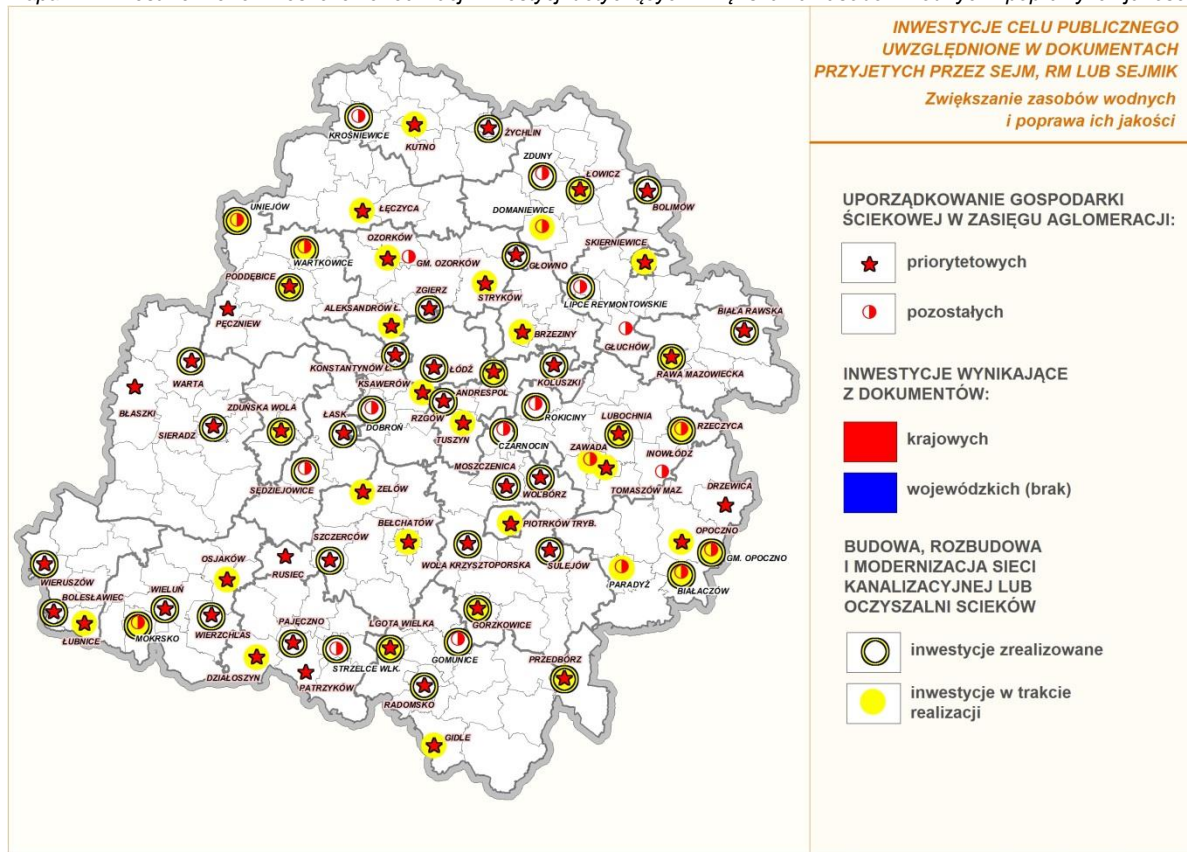 INWESTYCJE CELU PUBLICZNEGO
UWZGLĘDNIONE W DOKUMENTACH
PRZYJETYCH PRZEZ SEJM, RM LUB SEJMIK
Zwiększanie zasobów wodnych
i poprawa ich jakości
UPORZĄDKOWANIE GOSPODARKI
ŚCIEKOWEJ W ZASIĘGU AGLOMERACJI:
priorytetowych
pozostałych
INWESTYCJE WYNIKAJĄCE
Z DOKUMENTÓW:
krajowych
wojewódzkich (brak)
BUDOWA, ROZBUDOWA
I MODERNIZACJA SIECI
KANALIZACYJNEJ LUB
OCZYSZALNI SCIEKÓW
inwestycje zrealizowane
inwestycje w trakcie
realizacji
KROŚNIEWICE
KUTNO
ŻYCHLIN
ZDUNY
ŁOWICZ
BOLIMÓW
UNIEJÓW
ŁĘCZYCA
DOMANIEWICE
WARTKOWICE
OZORKÓW
GM. OZORKÓW
GŁOWNO
SKIERNIEWICE
PODDĘBICE
ZGIERZ
STRYKÓW
LIPCE REYMONTOWSKIE
PĘCZNIEW
ALEKSANDRÓW Ł.
BRZEZINY
GŁUCHÓW
BIAŁA RAWSKA
WARTA
KONSTANTYNÓW Ł.
ŁÓDŹ
KOLUSZKI
RAWA MAZOWIECKA
BŁASZKI
KSAWERÓW
ANDRESPOL
SIERADZ
ZDUŃSKA WOLA
ŁASK
DOBROŃ
RZGÓW
TUSZYN
ROKICINY
LUBOCHNIA
RZECZYCA
CZARNOCIN
SĘDZIEJOWICE
MOSZCZENICA
WOLBÓRZ
ZAWADA
TOMASZÓW MAZ.
INOWŁÓDZ
DRZEWICA
ZELÓW
BEŁCHATÓW
PIOTRKÓW TRYB.
OPOCZNO
GM. OPOCZNO
WIERUSZÓW
OSJAKÓW
RUSIEC
SZCZERCÓW
WOLA KRZYSZTOPORSKA
SULEJÓW
PARADYŻ
BIAŁACZÓW
BOLESŁAWIEC
ŁUBNICE
WIELUŃ
MOKRSKO
WIERZCHLAS
PAJĘCZNO
LGOTA WIELKA
GORZKOWICE
DZIAŁOSZYN
STRZELCE WLK.
GOMUNICE
PRZEDBÓRZ
PATRZYKÓW
RADOMSKO
GIDLE